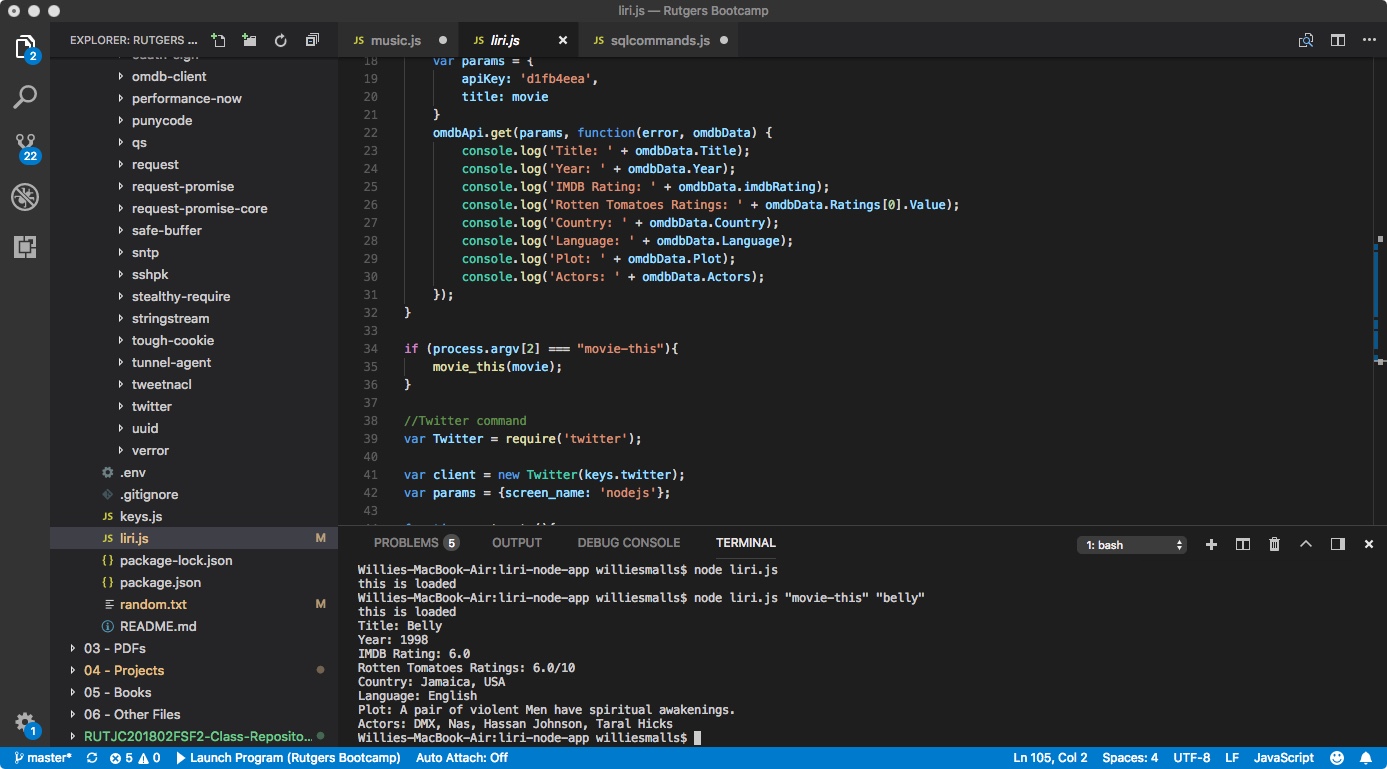 liri.js — Rutgers Bootcamp
EXPLORER: RUTGERS ...
JS music.js
JS liri.js
JS sqlcommands.js
2
22
1
omdb-client
performance-now
punycode
qs
request
request-promise
request-promise-core
safe-buffer
sntp
sshpk
stealthy-require
stringstream
tough-cookie
tunnel-agent
tweetnacl
twitter
uuid
verror
.env
.gitignore
JS keys.js
JS liri.js M
{} package-lock.json
{} package.json
random.txt M
README.md
03 - PDFs
04 - Projects
05 - Books
06 - Other Files
RUTJC201802FSF2-Class-Reposito...
18 var params = {
19 apiKey: 'd1fb4eea',
20 title: movie
21 }
22 omdbApi.get(params, function(error, omdbData) {
23 console.log('Title: ' + omdbData.Title);
24 console.log('Year: ' + omdbData.Year);
25 console.log('IMDB Rating: ' + omdbData.imdbRating);
26 console.log('Rotten Tomatoes Ratings: ' + omdbData.Ratings[0].Value);
27 console.log('Country: ' + omdbData.Country);
28 console.log('Language: ' + omdbData.Language);
29 console.log('Plot: ' + omdbData.Plot);
30 console.log('Actors: ' + omdbData.Actors);
31 });
32 }
33
34 if (process.argv[2] === "movie-this"){
35 movie_this(movie);
36 }
37
38 //Twitter command
39 var Twitter = require('twitter');
40
41 var client = new Twitter(keys.twitter);
42 var params = {screen_name: 'nodejs'};
43
PROBLEMS 5 OUTPUT DEBUG CONSOLE TERMINAL 1: bash
Willies-MacBook-Air:liri-node-app williesmalls$ node liri.js
this is loaded
Willies-MacBook-Air:liri-node-app williesmalls$ node liri.js "movie-this" "belly"
this is loaded
Title: Belly
Year: 1998
IMDB Rating: 6.0
Rotten Tomatoes Ratings: 6.0/10
Country: Jamaica, USA
Language: English
Plot: A pair of violent Men have spiritual awakenings.
Actors: DMX, Nas, Hassan Johnson, Taral Hicks
Willies-MacBook-Air:liri-node-app williesmalls$
master* 5 0 Launch Program (Rutgers Bootcamp) Auto Attach: Off Ln 105, Col 2 Spaces: 4 UTF-8 LF JavaScript